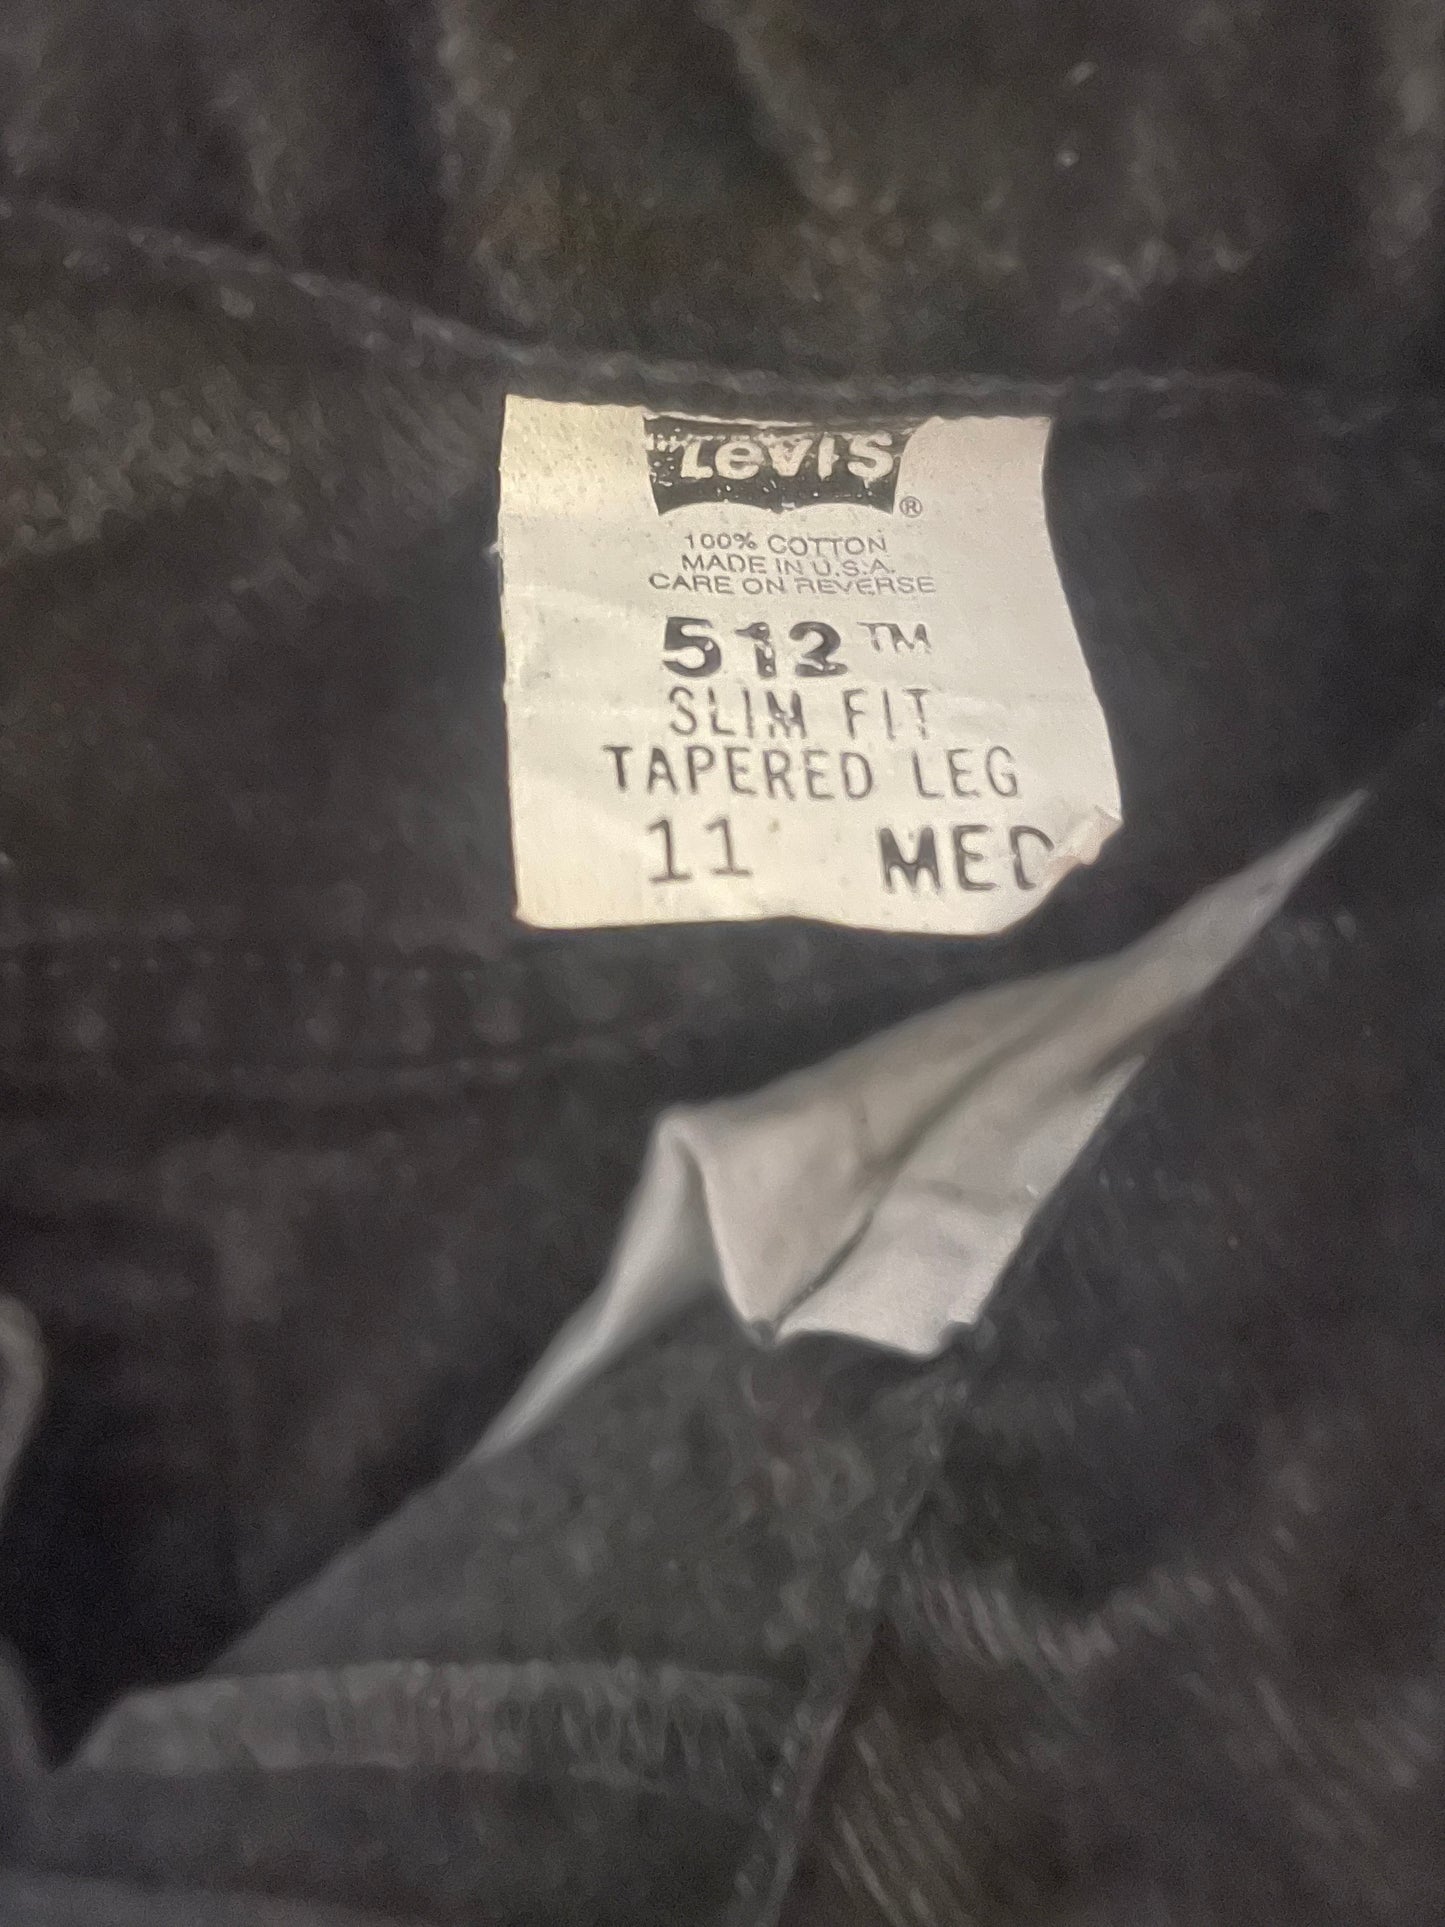 Levi's ®
100% COTTON
MADE IN U.S.A.
CARE ON REVERSE
512™
SLIM FIT
TAPERED LEG
11 MED